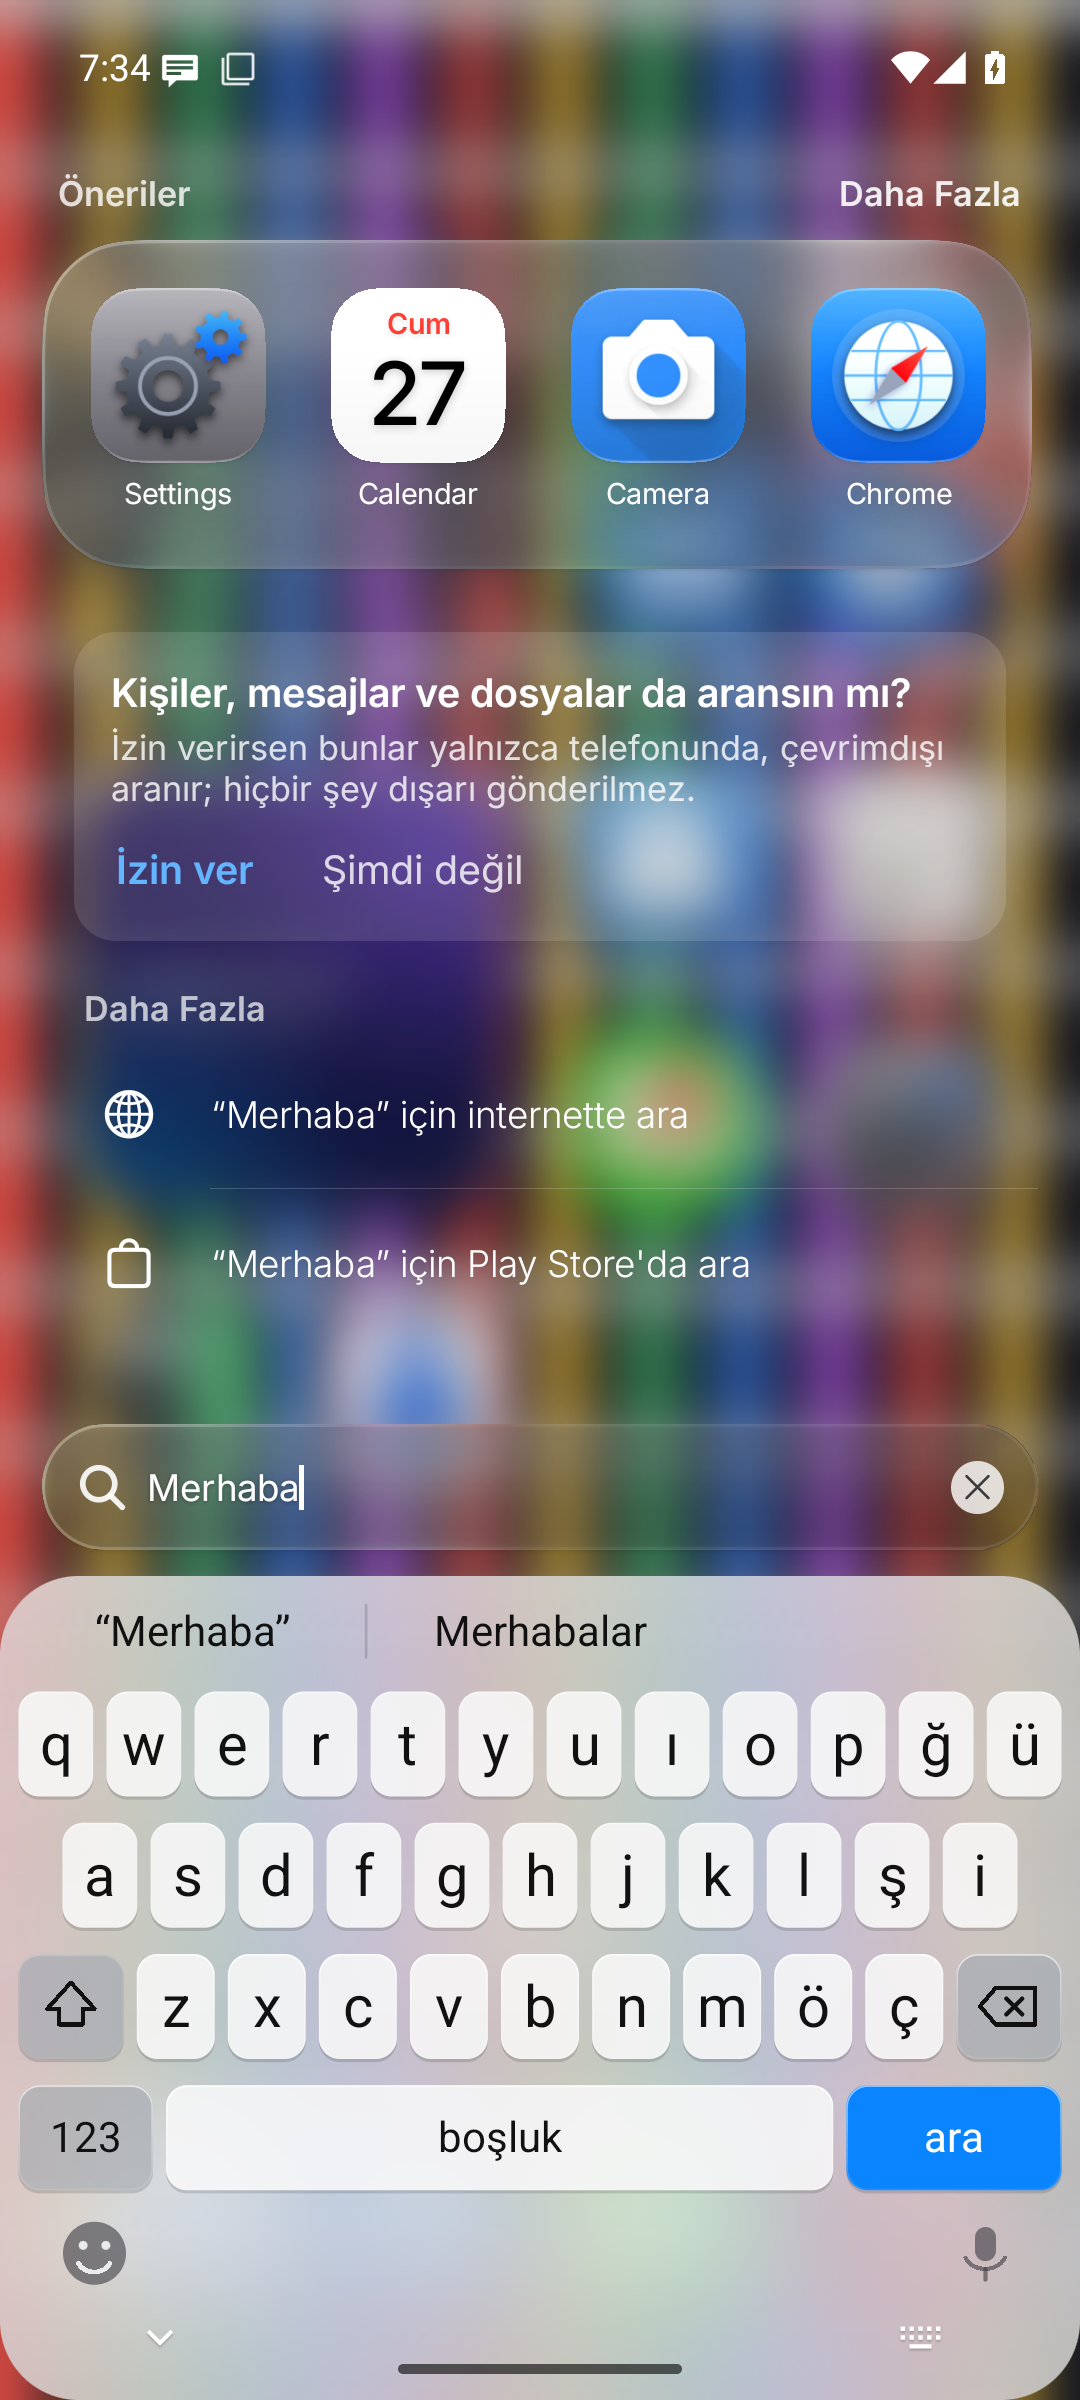 7:34
Öneriler
Daha Fazla
Cum
27
Settings
Calendar
Camera
Chrome
Kişiler, mesajlar ve dosyalar da aransın mı?
İzin verirsen bunlar yalnızca telefonunda, çevrimdışı
aranır; hiçbir şey dışarı gönderilmez.
İzin ver
Şimdi değil
Daha Fazla
“Merhaba” için internette ara
“Merhaba” için Play Store'da ara
Merhaba
“Merhaba”
Merhabalar
q w e r t y u ı o p ğ ü
a s d f g h j k l ş i
z x c v b n m ö ç
123
boşluk
ara